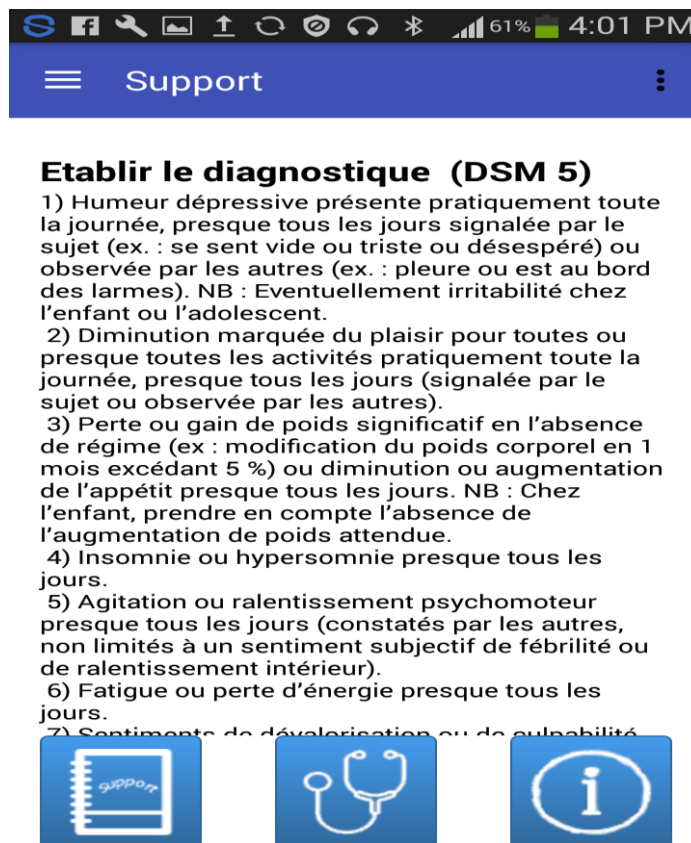 61% 4:01 PM
Support
Etablir le diagnostique (DSM 5)
1) Humeur dépressive présente pratiquement toute
la journée, presque tous les jours signalée par le
sujet (ex. : se sent vide ou triste ou désespéré) ou
observée par les autres (ex. : pleure ou est au bord
des larmes). NB : Eventuellement irritabilité chez
l’enfant ou l’adolescent.
2) Diminution marquée du plaisir pour toutes ou
presque toutes les activités pratiquement toute la
journée, presque tous les jours (signalée par le
sujet ou observée par les autres).
3) Perte ou gain de poids significatif en l’absence
de régime (ex : modification du poids corporel en 1
mois excédant 5 %) ou diminution ou augmentation
de l’appétit presque tous les jours. NB : Chez
l’enfant, prendre en compte l’absence de
l’augmentation de poids attendue.
4) Insomnie ou hypersomnie presque tous les
jours.
5) Agitation ou ralentissement psychomoteur
presque tous les jours (constatés par les autres,
non limités à un sentiment subjectif de fébrilité ou
de ralentissement intérieur).
6) Fatigue ou perte d’énergie presque tous les
jours.
7) Sentiments de dévalorisation ou de culpabilité
support